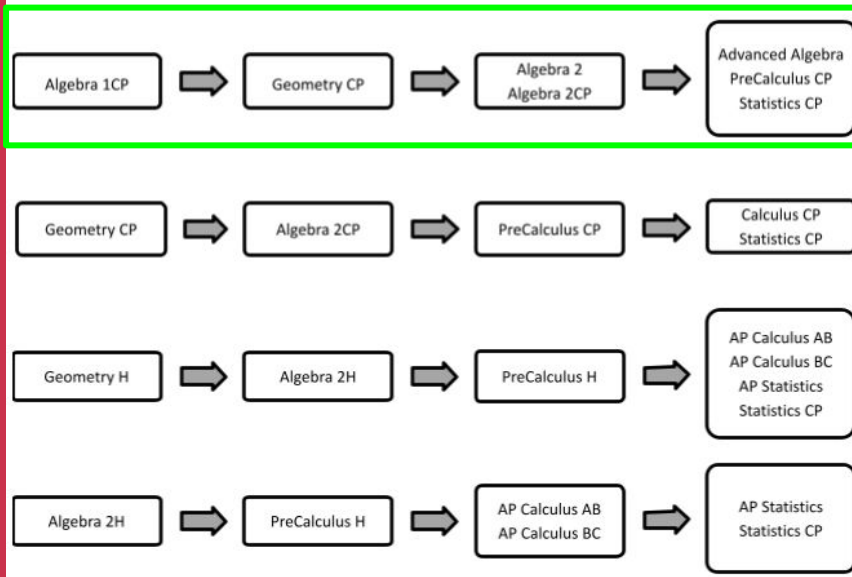 Algebra 1CP
Geometry CP
Algebra 2
Algebra 2CP
Advanced Algebra
PreCalculus CP
Statistics CP
Geometry CP
Algebra 2CP
PreCalculus CP
Calculus CP
Statistics CP
Geometry H
Algebra 2H
PreCalculus H
AP Calculus AB
AP Calculus BC
AP Statistics
Statistics CP
Algebra 2H
PreCalculus H
AP Calculus AB
AP Calculus BC
AP Statistics
Statistics CP